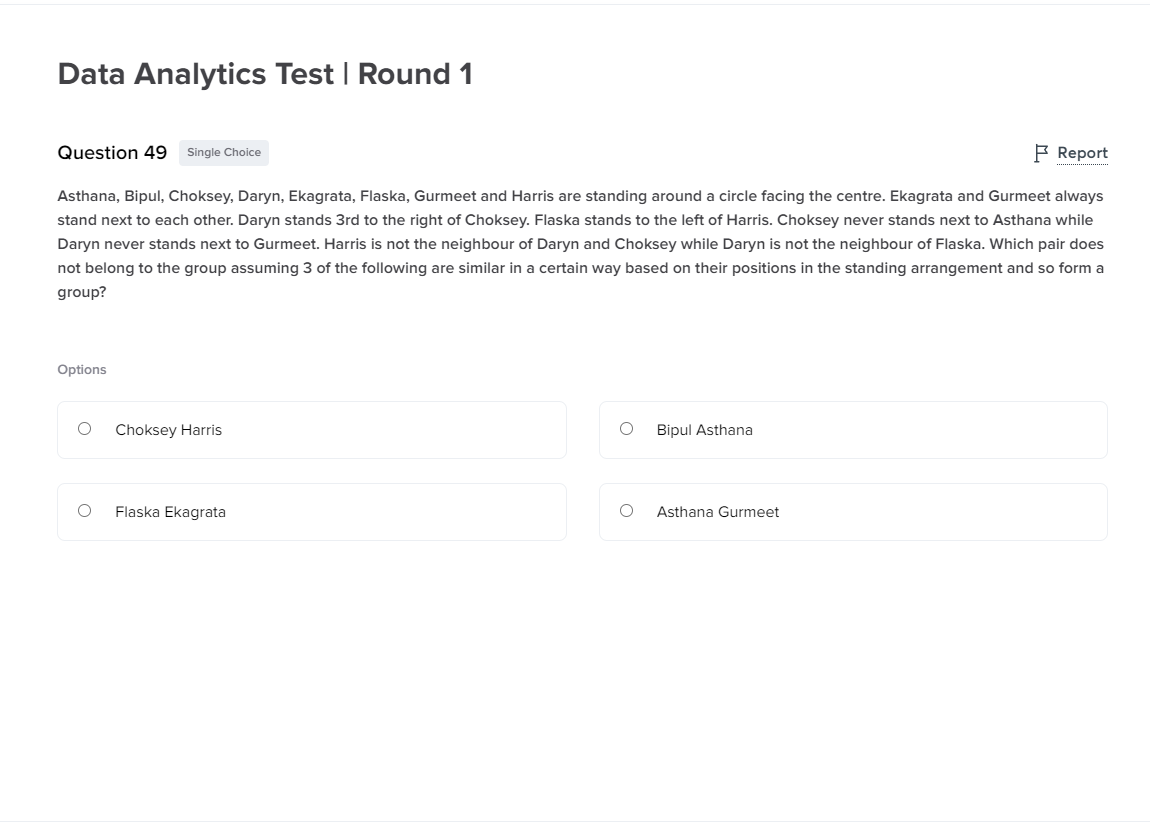 Data Analytics Test | Round 1
Question 49 Single Choice Report
Asthana, Bipul, Choksey, Daryn, Ekagrata, Flaska, Gurmeet and Harris are standing around a circle facing the centre. Ekagrata and Gurmeet always
stand next to each other. Daryn stands 3rd to the right of Choksey. Flaska stands to the left of Harris. Choksey never stands next to Asthana while
Daryn never stands next to Gurmeet. Harris is not the neighbour of Daryn and Choksey while Daryn is not the neighbour of Flaska. Which pair does
not belong to the group assuming 3 of the following are similar in a certain way based on their positions in the standing arrangement and so form a
group?
Options
Choksey Harris
Bipul Asthana
Flaska Ekagrata
Asthana Gurmeet